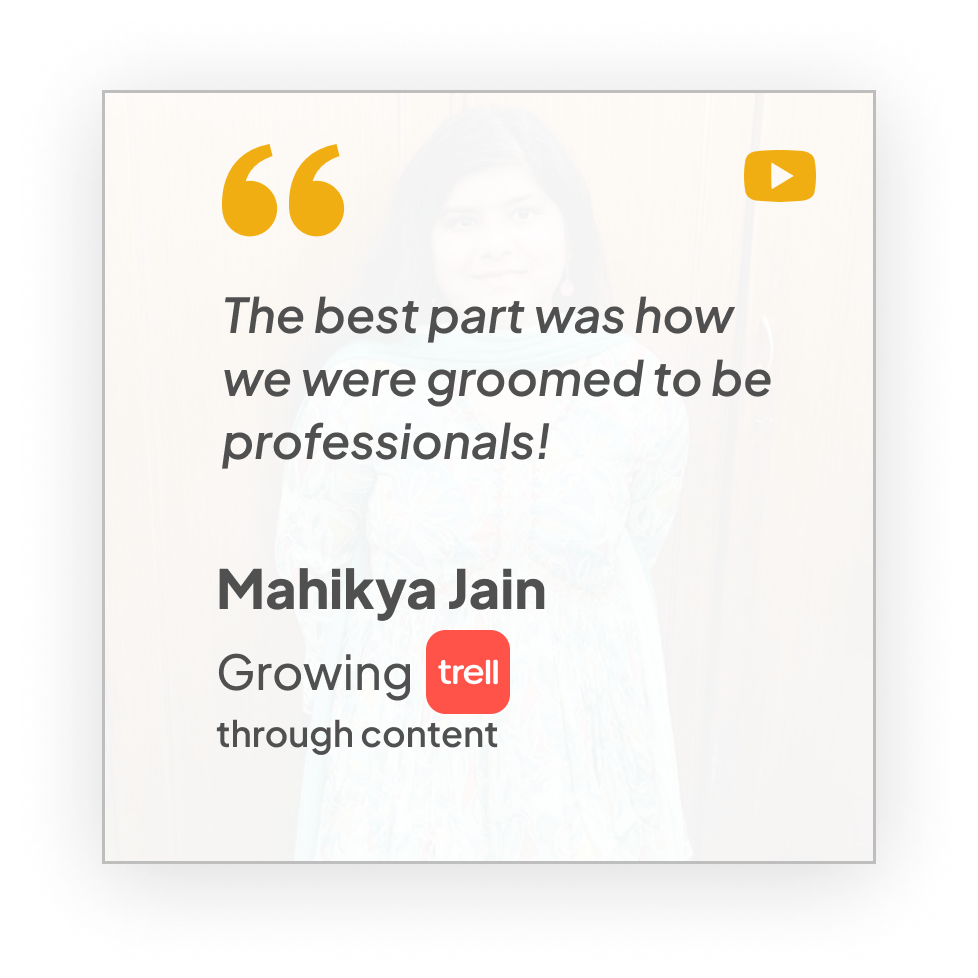 “
The best part was how
we were groomed to be
professionals!
Mahikya Jain
Growing trell
through content